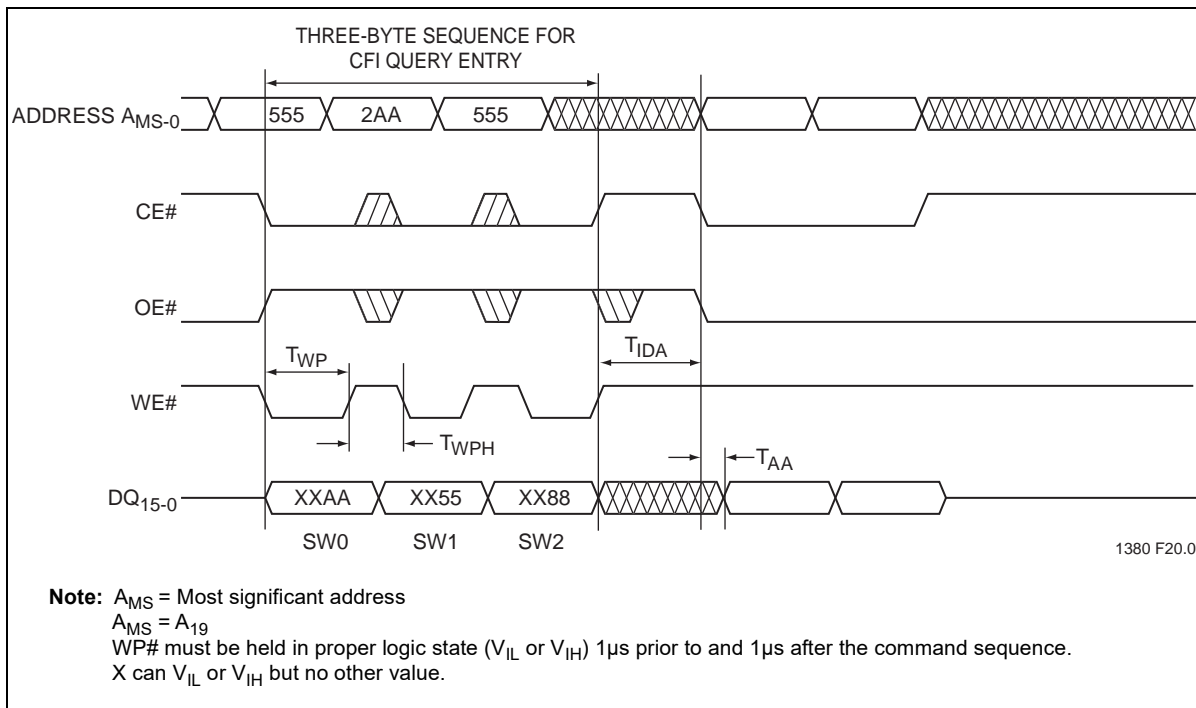 THREE-BYTE SEQUENCE FOR
CFI QUERY ENTRY
ADDRESS AMS-0
555
2AA
555
CE#
OE#
TWP
TIDA
WE#
TWPH
TAA
DQ15-0
XXAA
XX55
XX88
SW0
SW1
SW2
1380 F20.0
Note: AMS = Most significant address
AMS = A19
WP# must be held in proper logic state (VIL or VIH) 1µs prior to and 1µs after the command sequence.
X can VIL or VIH but no other value.